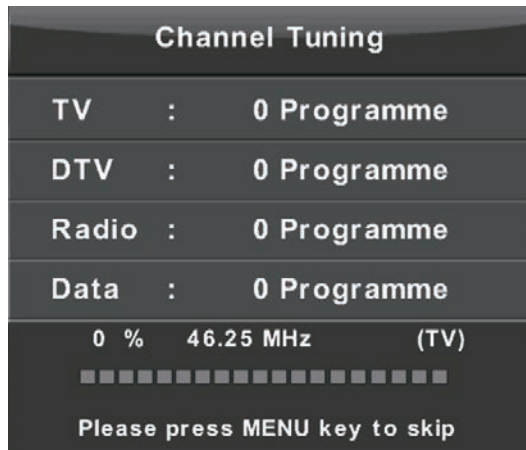 Channel Tuning
TV : 0 Programme
DTV : 0 Programme
Radio : 0 Programme
Data : 0 Programme
0 % 46.25 MHz (TV)
Please press MENU key to skip